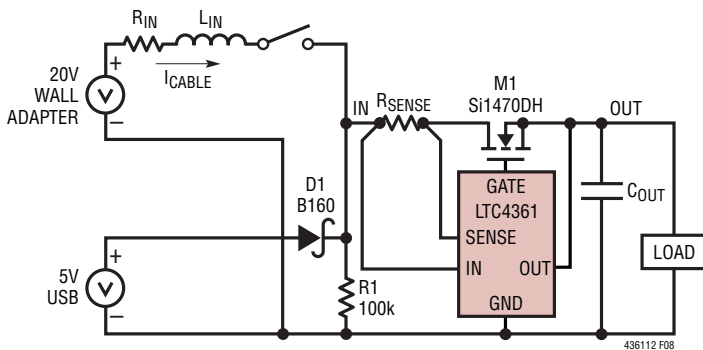 R_IN
L_IN
I_CABLE
20V
WALL
ADAPTER
+
–
V
IN
R_SENSE
M1
Si1470DH
OUT
GATE
LTC4361
SENSE
IN
OUT
GND
C_OUT
LOAD
D1
B160
5V
USB
+
–
V
R1
100k
436112 F08